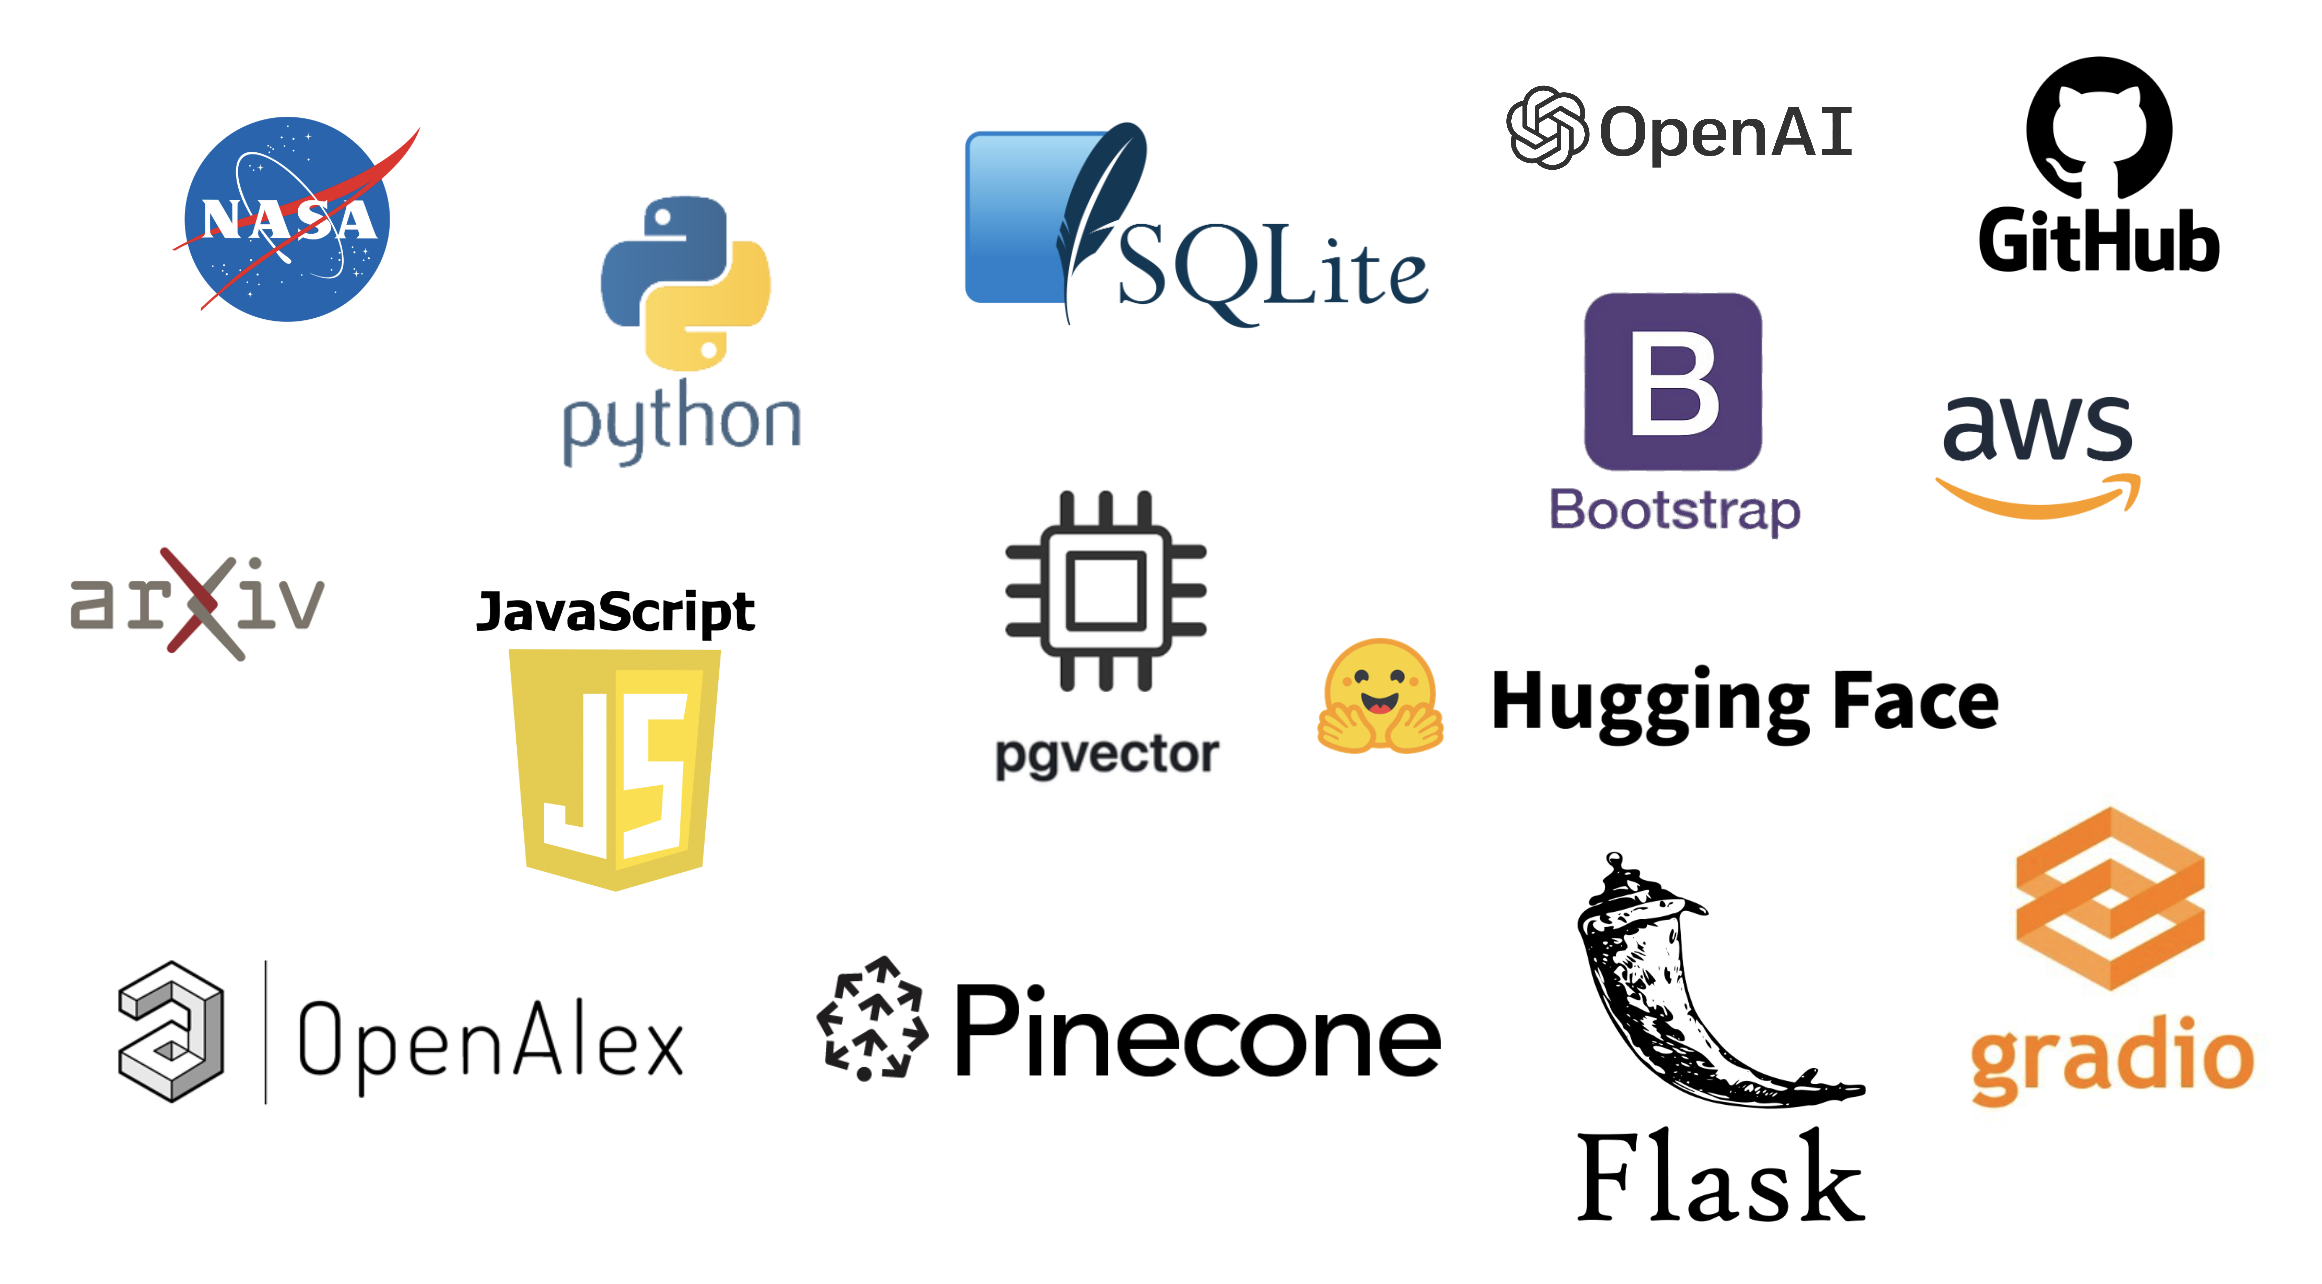 NASA
python
SQLite
OpenAI
GitHub
B
Bootstrap
aws
arXiv
JavaScript
JS
pgvector
Hugging Face
OpenAlex
Pinecone
Flask
gradio